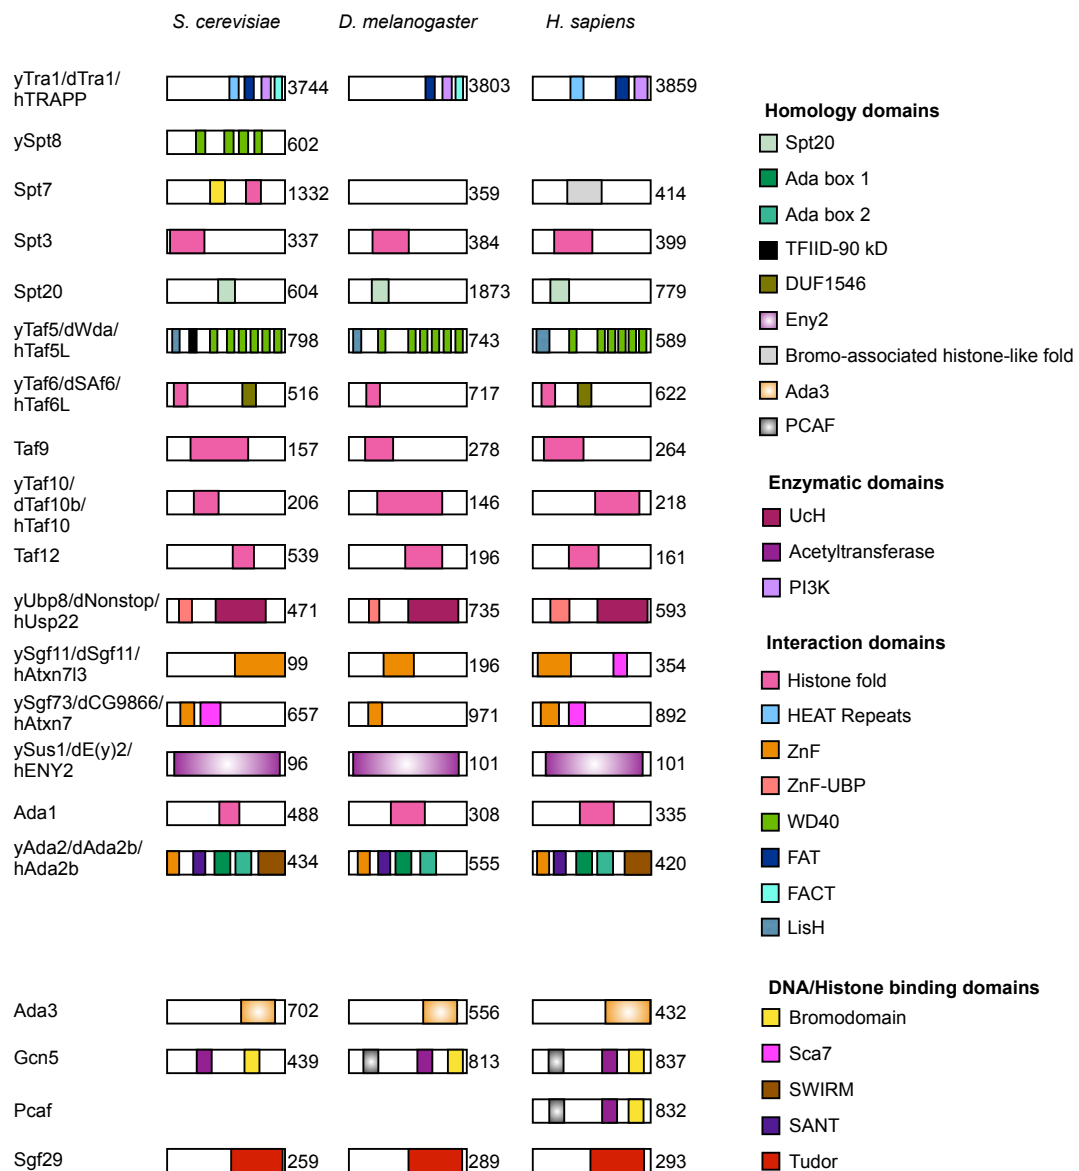 S. cerevisiae D. melanogaster H. sapiens
yTra1/dTra1/
hTRAPP
3744 3803 3859
ySpt8
602
Spt7 1332 359 414
Spt3 337 384 399
Spt20 604 1873 779
yTaf5/dWda/
hTaf5L
798 743 589
yTaf6/dSAf6/
hTaf6L
516 717 622
Taf9 157 278 264
yTaf10/
dTaf10b/
hTaf10
206 146 218
Taf12 539 196 161
yUbp8/dNonstop/
hUsp22
471 735 593
ySgf11/dSgf11/
hAtxn7l3
99 196 354
ySgf73/dCG9866/
hAtxn7
657 971 892
ySus1/dE(y)2/
hENY2
96 101 101
Ada1 488 308 335
yAda2/dAda2b/
hAda2b
434 555 420
Ada3 702 556 432
Gcn5 439 813 837
Pcaf 832
Sgf29 259 289 293
Homology domains
Spt20
Ada box 1
Ada box 2
TFIID-90 kD
DUF1546
Eny2
Bromo-associated histone-like fold
Ada3
PCAF
Enzymatic domains
UcH
Acetyltransferase
PI3K
Interaction domains
Histone fold
HEAT Repeats
ZnF
ZnF-UBP
WD40
FAT
FACT
LisH
DNA/Histone binding domains
Bromodomain
Sca7
SWIRM
SANT
Tudor